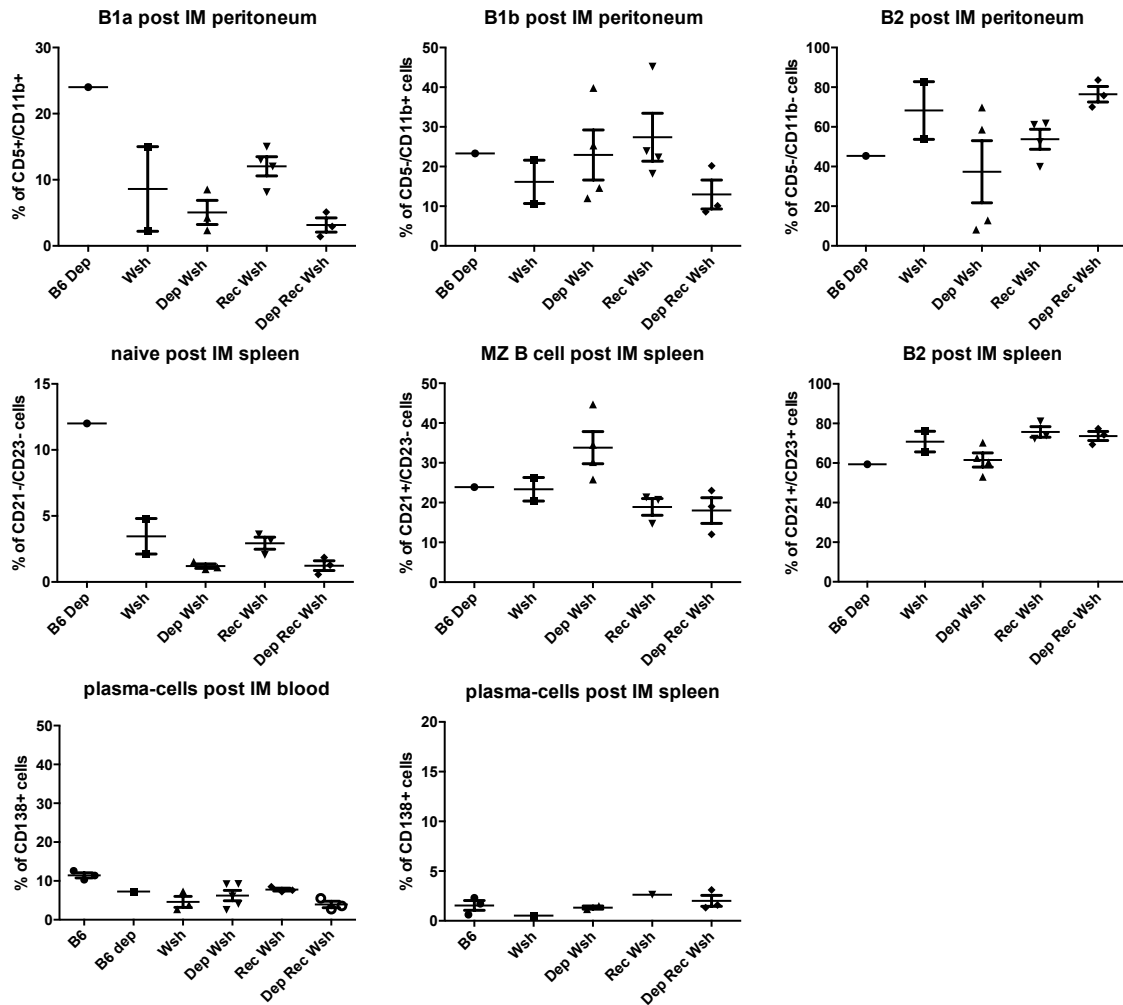 B1a post IM peritoneum
% of CD5+/CD11b+
30
20
10
0
B6 Dep
Wsh
Dep Wsh
Rec Wsh
Dep Rec Wsh
B1b post IM peritoneum
% of CD5-/CD11b+ cells
50
40
30
20
10
0
B6 Dep
Wsh
Dep Wsh
Rec Wsh
Dep Rec Wsh
B2 post IM peritoneum
% of CD5-/CD11b- cells
100
80
60
40
20
0
B6 Dep
Wsh
Dep Wsh
Rec Wsh
Dep Rec Wsh
naive post IM spleen
% of CD21-/CD23- cells
15
10
5
0
B6 Dep
Wsh
Dep Wsh
Rec Wsh
Dep Rec Wsh
MZ B cell post IM spleen
% of CD21+/CD23- cells
50
40
30
20
10
0
B6 Dep
Wsh
Dep Wsh
Rec Wsh
Dep Rec Wsh
B2 post IM spleen
% of CD21+/CD23+ cells
100
80
60
40
20
0
B6 Dep
Wsh
Dep Wsh
Rec Wsh
Dep Rec Wsh
plasma-cells post IM blood
% of CD138+ cells
50
40
30
20
10
0
B6
B6 dep
Wsh
Dep Wsh
Rec Wsh
Dep Rec Wsh
plasma-cells post IM spleen
% of CD138+ cells
20
15
10
5
0
B6
Wsh
Dep Wsh
Rec Wsh
Dep Rec Wsh